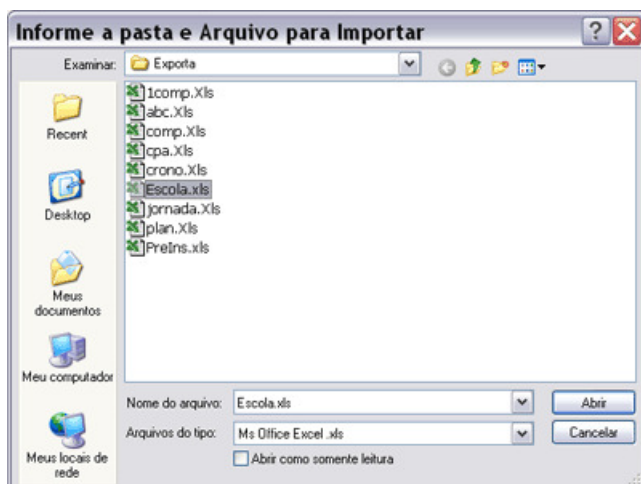 Informe a pasta e Arquivo para Importar
Examinar: Exporta
1comp.Xls
abc.Xls
comp.Xls
cpa.Xls
crono.Xls
Escola.xls
jornada.Xls
plan.Xls
PreIns.xls
Recent
Desktop
Meus
documentos
Meu computador
Meus locais de
rede
Nome do arquivo: Escola.xls Abrir
Arquivos do tipo: Ms Office Excel .xls Cancelar
Abrir como somente leitura